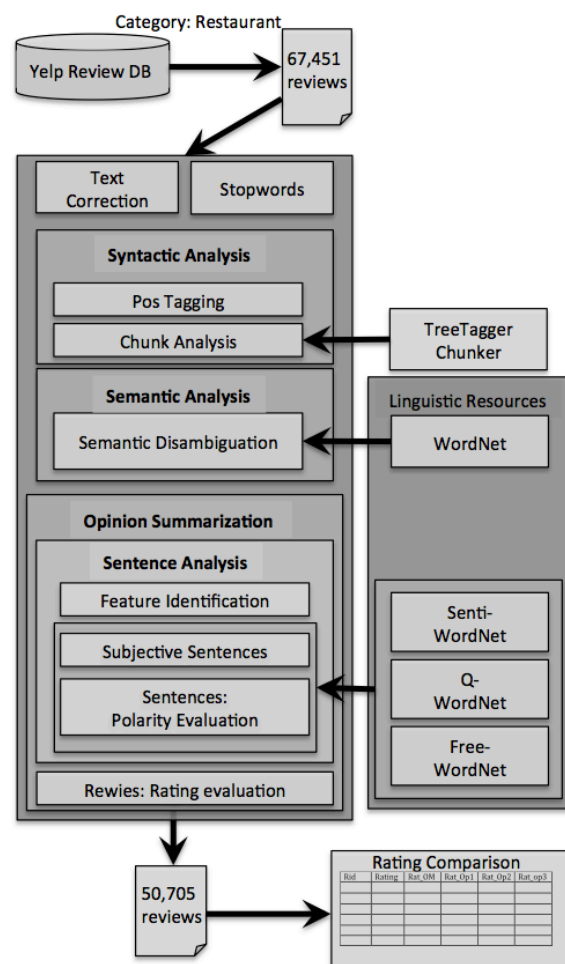 Category: Restaurant
Yelp Review DB
67,451
reviews
Text
Correction
Stopwords
Syntactic Analysis
Pos Tagging
Chunk Analysis
TreeTagger
Chunker
Semantic Analysis
Semantic Disambiguation
Linguistic Resources
WordNet
Opinion Summarization
Sentence Analysis
Feature Identification
Subjective Sentences
Sentences:
Polarity Evaluation
Senti-
WordNet
Q-
WordNet
Free-
WordNet
Rewies: Rating evaluation
50,705
reviews
Rating Comparison
Rid Rating Rat_OM Rat_Op1 Rat_Op2 Rat_op3